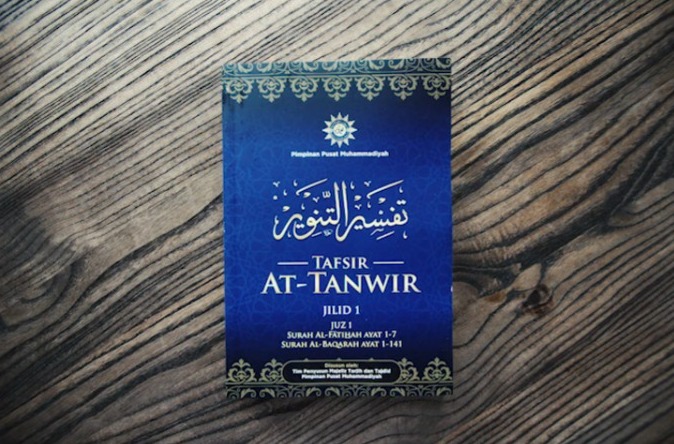 Pimpinan Pusat Muhammadiyah
تفسير التنوير
TAFSIR
AT-TANWIR
JILID 1
JUZ 1
SURAH AL-FATIHAH AYAT 1-7
SURAH AL-BAQARAH AYAT 1-141
Disusun oleh:
Tim Penyusun Majelis Tarjih dan Tajdid
Pimpinan Pusat Muhammadiyah